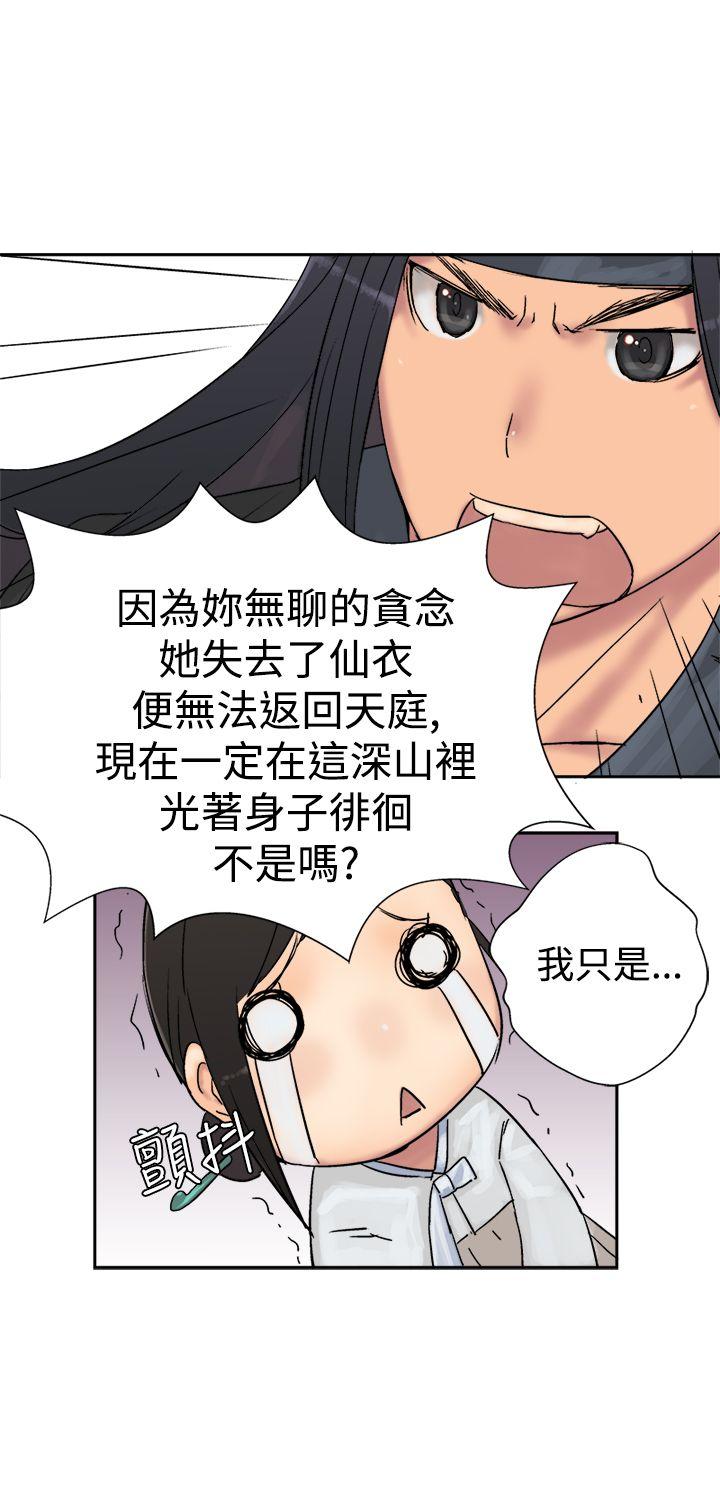 因為妳無聊的貪念
她失去了仙衣
便無法返回天庭,
現在一定在這深山裡
光著身子徘徊
不是嗎?
我只是...
顫抖